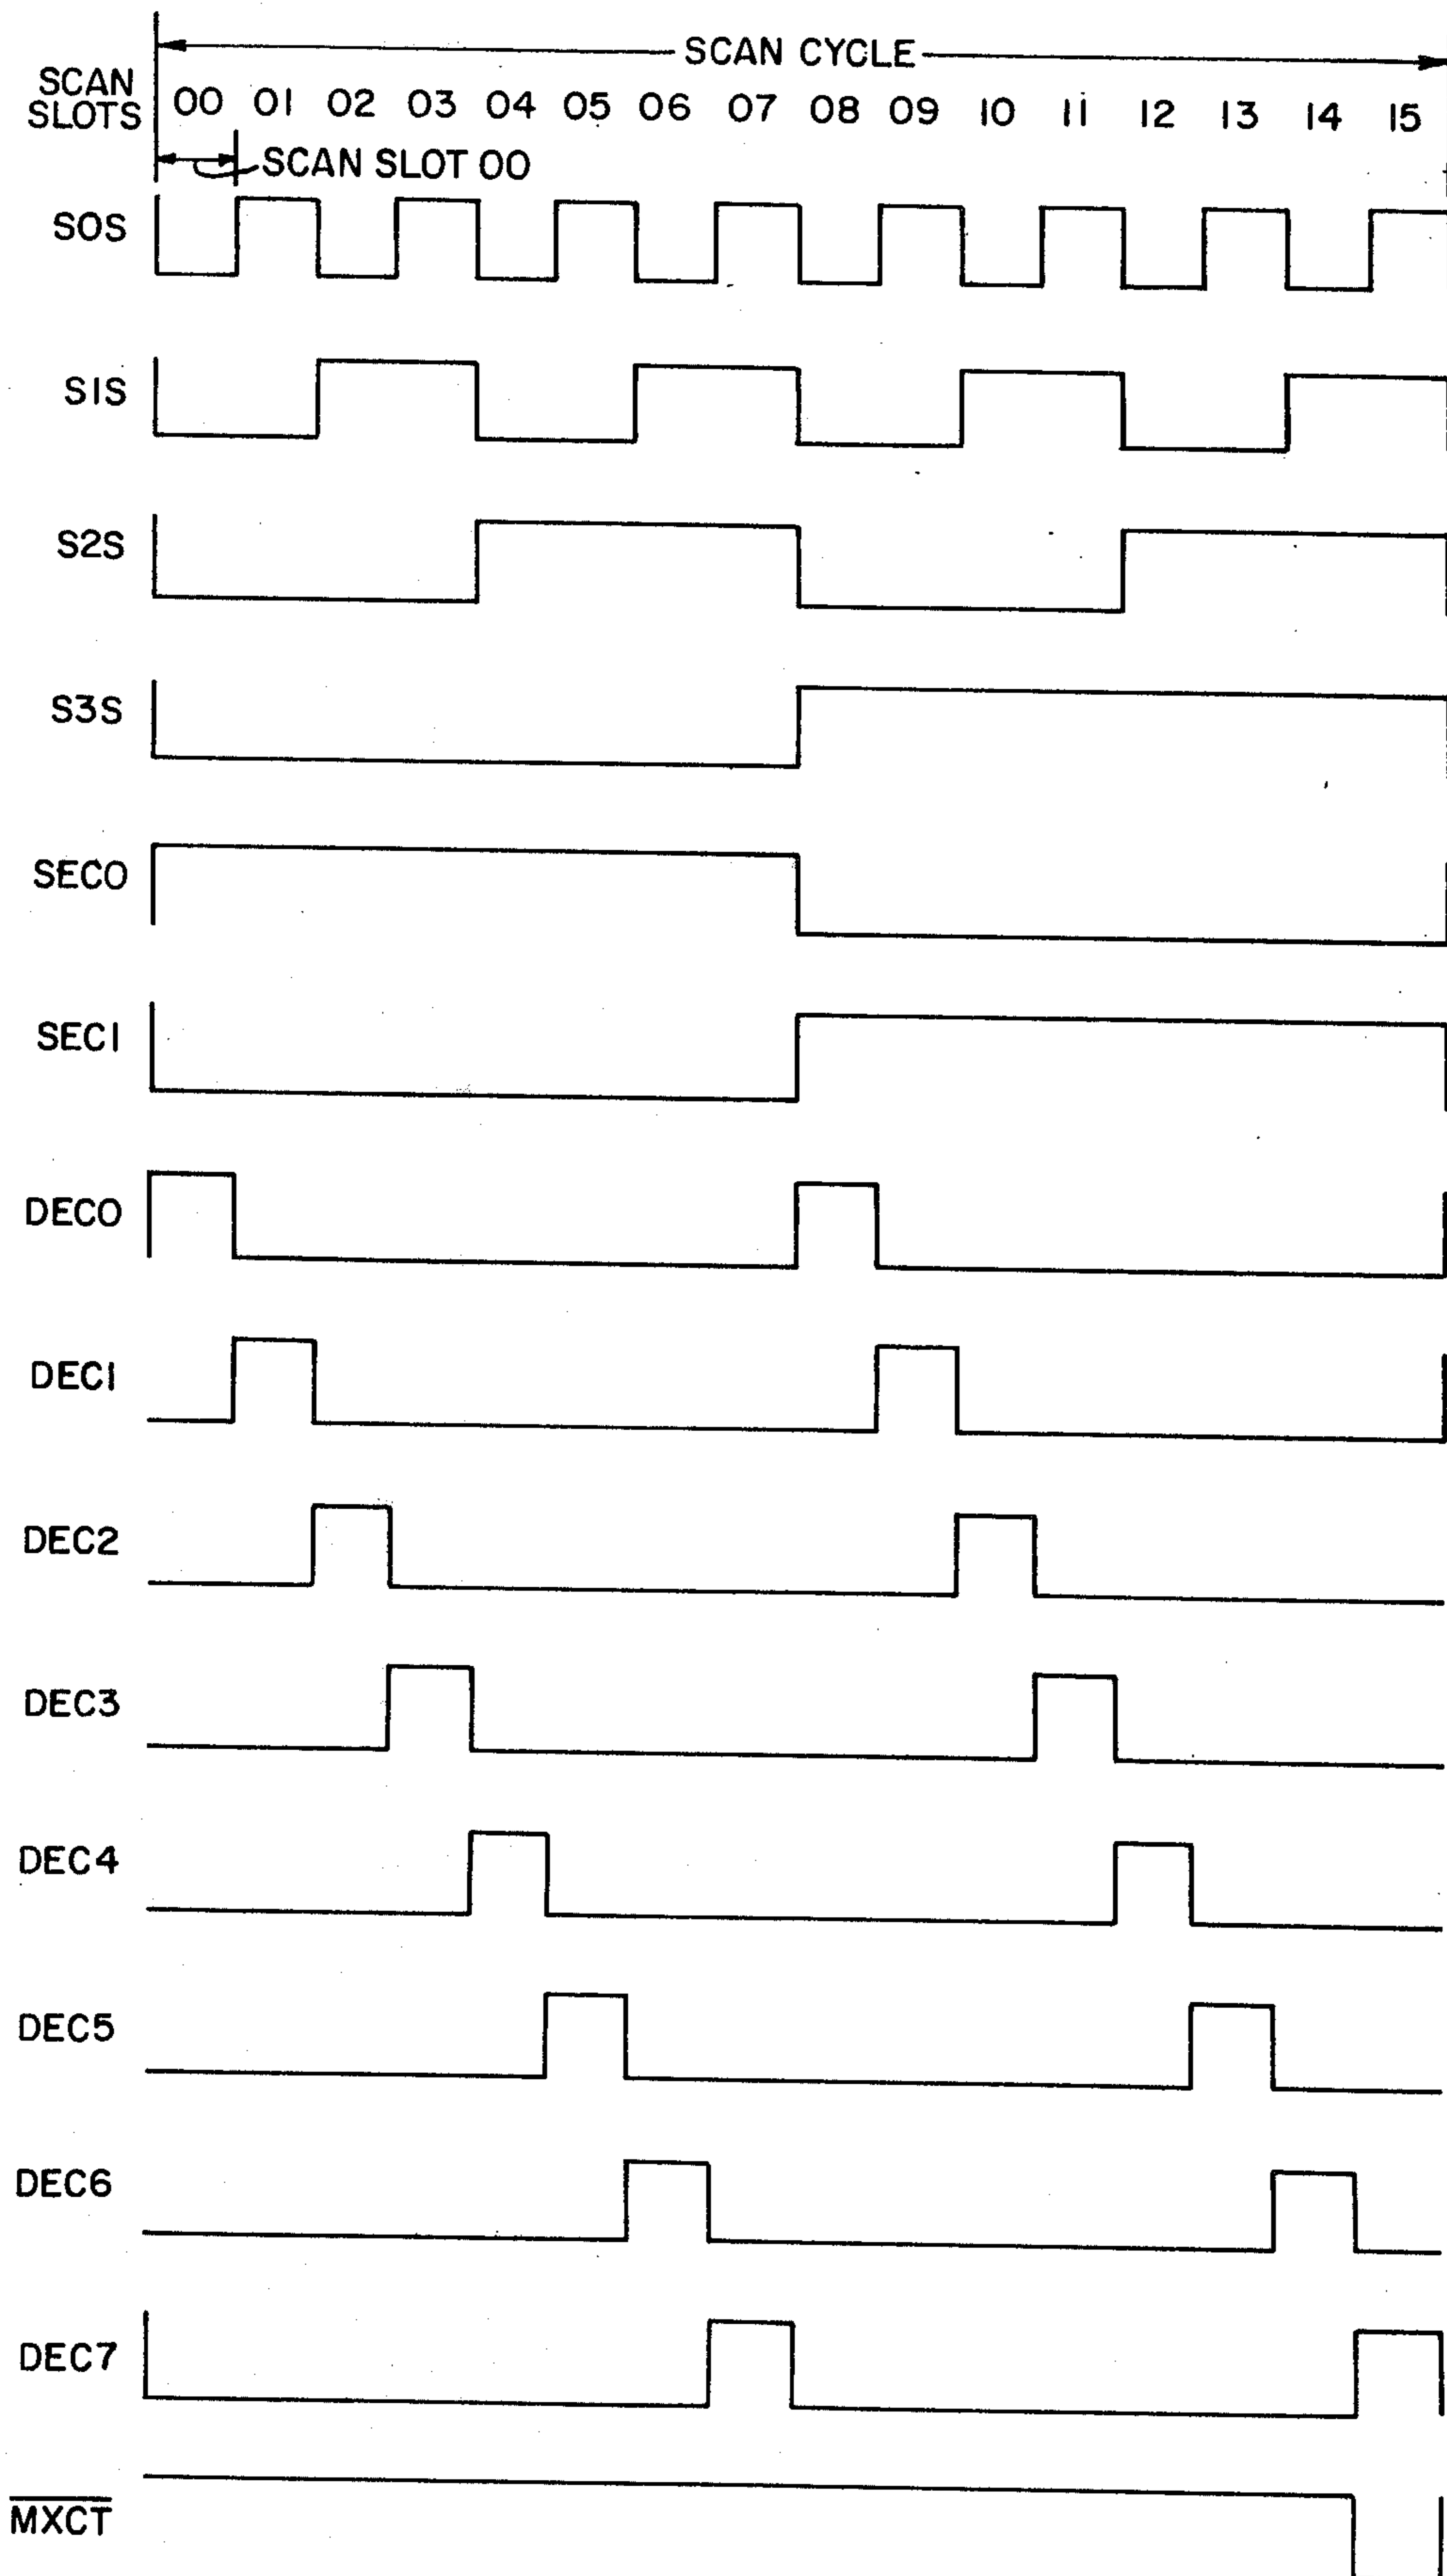 SCAN CYCLE
SCAN
SLOTS
00 01 02 03 04 05 06 07 08 09 10 11 12 13 14 15
SCAN SLOT 00
S0S
S1S
S2S
S3S
SEC0
SEC1
DEC0
DEC1
DEC2
DEC3
DEC4
DEC5
DEC6
DEC7
MXCT